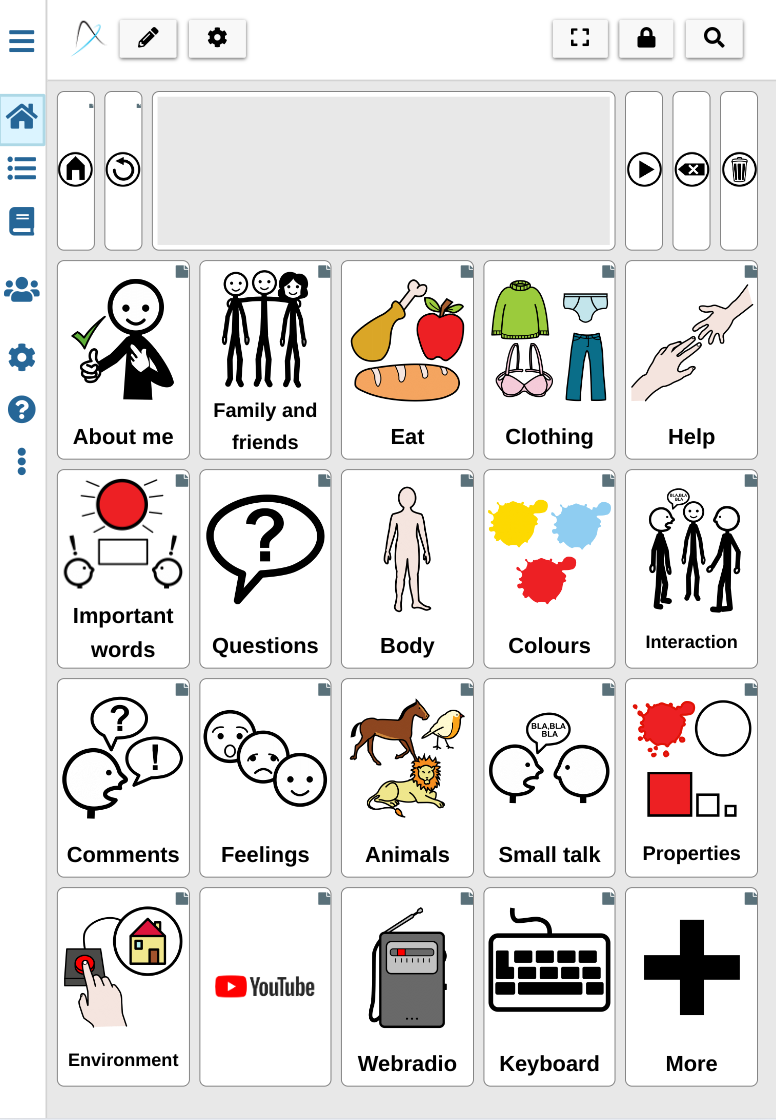 About me
Family and
friends
Eat
Clothing
Help
Important
words
BLA,BLA
BLA
?
Questions
Body
Colours
Interaction
?
!
Comments
Feelings
Animals
BLA,BLA
BLA
Small talk
Properties
Environment
YouTube
Webradio
Keyboard
More